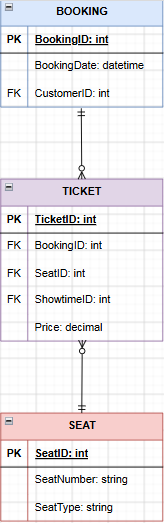 BOOKING
PK BookingID: int
BookingDate: datetime
FK CustomerID: int
TICKET
PK TicketID: int
FK BookingID: int
FK SeatID: int
FK ShowtimeID: int
Price: decimal
SEAT
PK SeatID: int
SeatNumber: string
SeatType: string